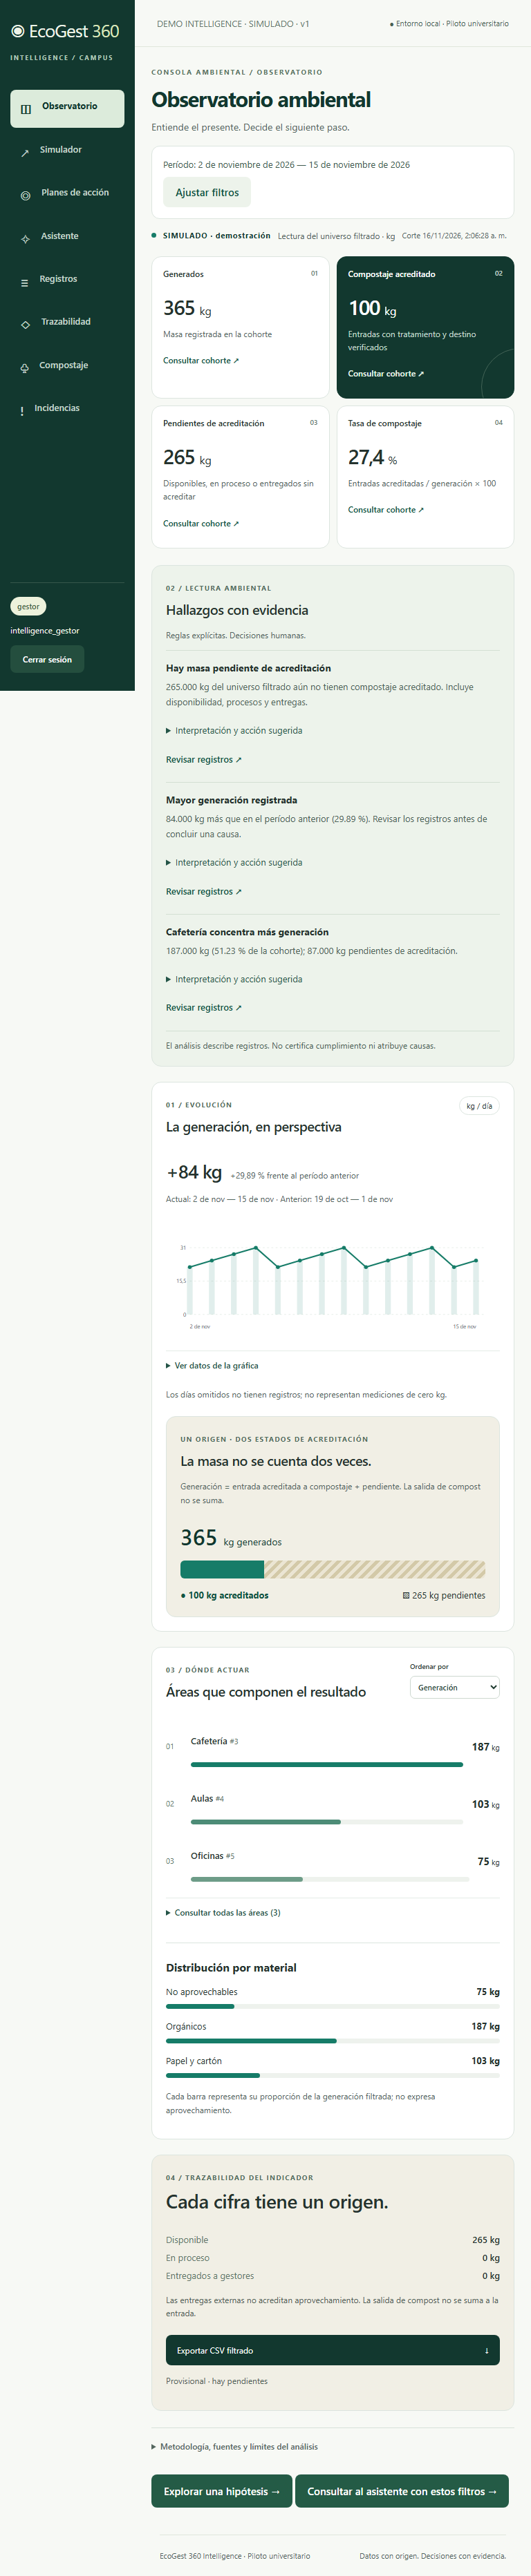 EcoGest 360
INTELLIGENCE / CAMPUS
Observatorio
Simulador
Planes de acción
Asistente
Registros
Trazabilidad
Compostaje
Incidencias
gestor
intelligence_gestor
Cerrar sesión
DEMO INTELLIGENCE - SIMULADO · v1
● Entorno local · Piloto universitario
CONSOLA AMBIENTAL / OBSERVATORIO
Observatorio ambiental
Entiende el presente. Decide el siguiente paso.
Período: 2 de noviembre de 2026 — 15 de noviembre de 2026
Ajustar filtros
SIMULADO · demostración Lectura del universo filtrado · kg Corte 16/11/2026, 2:06:28 a. m.
Generados 01
365 kg
Masa registrada en la cohorte
Consultar cohorte ↗
Compostaje acreditado 02
100 kg
Entradas con tratamiento y destino
verificados
Consultar cohorte ↗
Pendientes de acreditación 03
265 kg
Disponibles, en proceso o entregados sin
acreditar
Consultar cohorte ↗
Tasa de compostaje 04
27,4 %
Entradas acreditadas / generación × 100
Consultar cohorte ↗
02 / LECTURA AMBIENTAL
Hallazgos con evidencia
Reglas explícitas. Decisiones humanas.
Hay masa pendiente de acreditación
265.000 kg del universo filtrado aún no tienen compostaje acreditado. Incluye
disponibilidad, procesos y entregas.
▶ Interpretación y acción sugerida
Revisar registros ↗
Mayor generación registrada
84.000 kg más que en el período anterior (29.89 %). Revisar los registros antes de
concluir una causa.
▶ Interpretación y acción sugerida
Revisar registros ↗
Cafetería concentra más generación
187.000 kg (51.23 % de la cohorte); 87.000 kg pendientes de acreditación.
▶ Interpretación y acción sugerida
Revisar registros ↗
El análisis describe registros. No certifica cumplimiento ni atribuye causas.
01 / EVOLUCIÓN
kg / día
La generación, en perspectiva
+84 kg +29,89 % frente al período anterior
Actual: 2 de nov — 15 de nov · Anterior: 19 de oct — 1 de nov
31
15,5
0
2 de nov 15 de nov
▶ Ver datos de la gráfica
Los días omitidos no tienen registros; no representan mediciones de cero kg.
UN ORIGEN · DOS ESTADOS DE ACREDITACIÓN
La masa no se cuenta dos veces.
Generación = entrada acreditada a compostaje + pendiente. La salida de compost
no se suma.
365 kg generados
● 100 kg acreditados ▨ 265 kg pendientes
03 / DÓNDE ACTUAR
Áreas que componen el resultado
Ordenar por
Generación
01 Cafetería #3 187 kg
02 Aulas #4 103 kg
03 Oficinas #5 75 kg
▶ Consultar todas las áreas (3)
Distribución por material
No aprovechables 75 kg
Orgánicos 187 kg
Papel y cartón 103 kg
Cada barra representa su proporción de la generación filtrada; no expresa
aprovechamiento.
04 / TRAZABILIDAD DEL INDICADOR
Cada cifra tiene un origen.
Disponible 265 kg
En proceso 0 kg
Entregados a gestores 0 kg
Las entregas externas no acreditan aprovechamiento. La salida de compost no se suma a la
entrada.
Exportar CSV filtrado ↓
Provisional · hay pendientes
▶ Metodología, fuentes y límites del análisis
Explorar una hipótesis →
Consultar al asistente con estos filtros →
EcoGest 360 Intelligence · Piloto universitario
Datos con origen. Decisiones con evidencia.